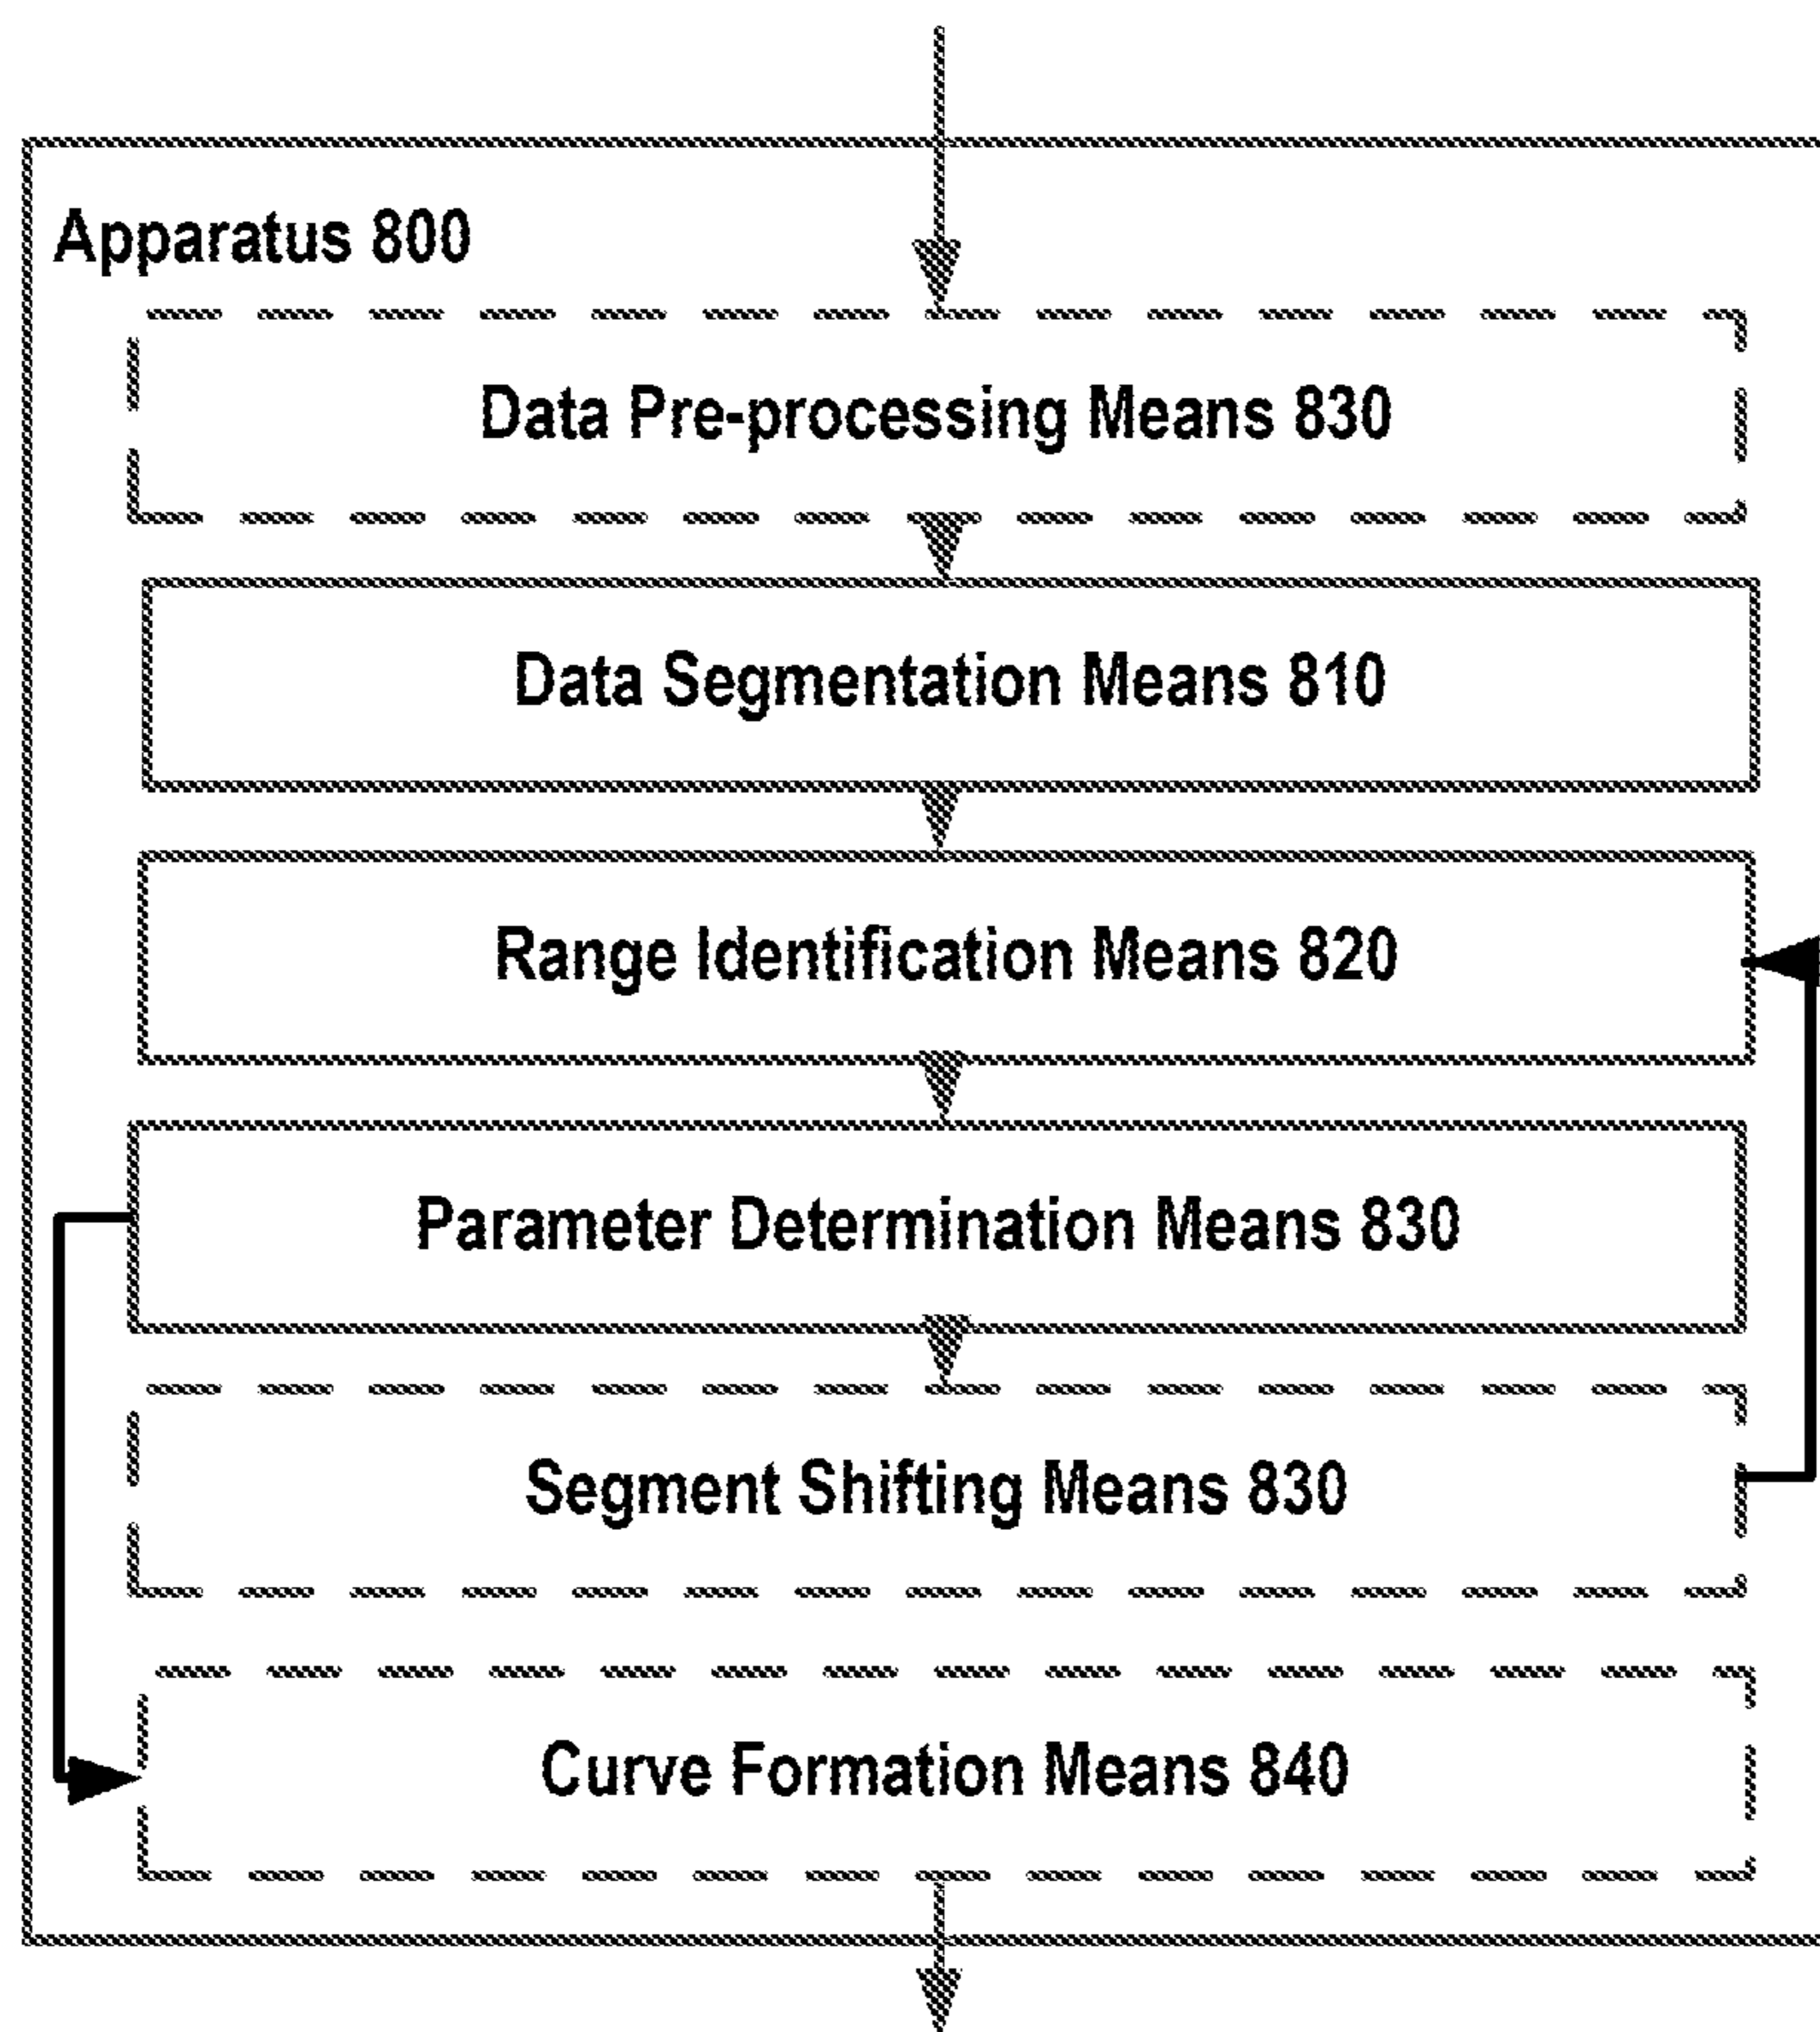 Apparatus 800
Data Pre-processing Means 830
Data Segmentation Means 810
Range Identification Means 820
Parameter Determination Means 830
Segment Shifting Means 830
Curve Formation Means 840